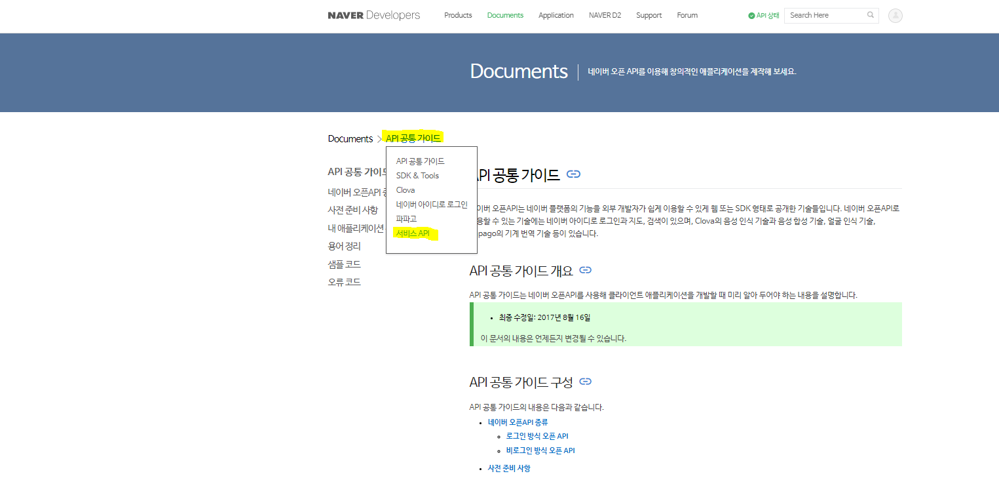 NAVER Developers
Products Documents Application NAVER D2 Support Forum
API 상태
Search Here
Documents
네이버 오픈 API를 이용해 창의적인 애플리케이션을 제작해 보세요.
Documents > API 공통 가이드
API 공통 가이드
SDK & Tools
Clova
네이버 아이디로 로그인
파파고
서비스 API
API 공통 가이드
네이버 오픈API
사전 준비 사항
내 애플리케이션
용어 정리
샘플 코드
오류 코드
API 공통 가이드
오픈API는 네이버 플랫폼의 기능을 외부 개발자가 쉽게 이용할 수 있게 웹 또는 SDK 형태로 공개한 기술들입니다. 네이버 오픈API로
수 있는 기술에는 네이버 아이디로 로그인과 지도, 검색이 있으며, Clova의 음성 인식 기술과 음성 합성 기술, 얼굴 인식 기술,
pago의 기계 번역 기술 등이 있습니다.
API 공통 가이드 개요
API 공통 가이드는 네이버 오픈API를 사용해 클라이언트 애플리케이션을 개발할 때 미리 알아 두어야 하는 내용을 설명합니다.
• 최종 수정일: 2017년 8월 16일
이 문서의 내용은 언제든지 변경될 수 있습니다.
API 공통 가이드 구성
API 공통 가이드의 내용은 다음과 같습니다.
• 네이버 오픈API 종류
로그인 방식 오픈 API
비로그인 방식 오픈 API
• 사전 준비 사항